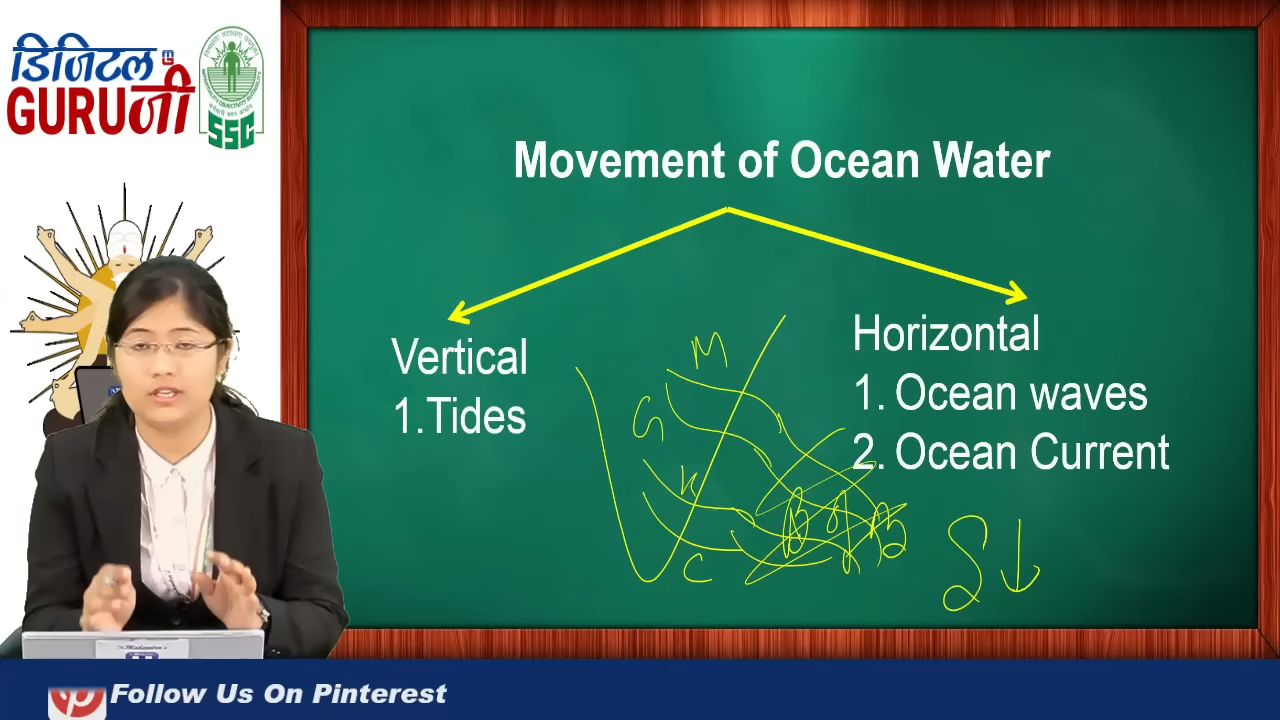 डिजिटल
GURUजी
SSC
Movement of Ocean Water
Vertical
1.Tides
Horizontal
1. Ocean waves
2. Ocean Current
M
G
K
C
Follow Us On Pinterest